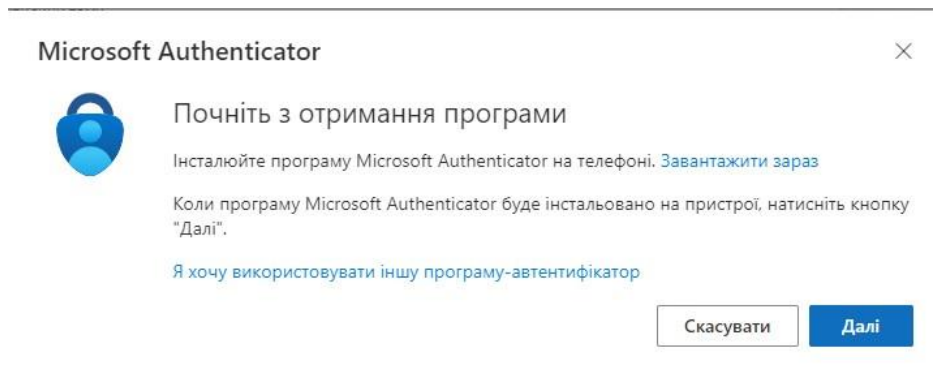 Microsoft Authenticator
Почніть з отримання програми
Інсталюйте програму Microsoft Authenticator на телефоні. Завантажити зараз
Коли програму Microsoft Authenticator буде інстальовано на пристрої, натисніть кнопку
"Далі".
Я хочу використовувати іншу програму-автентифікатор
Скасувати
Далі